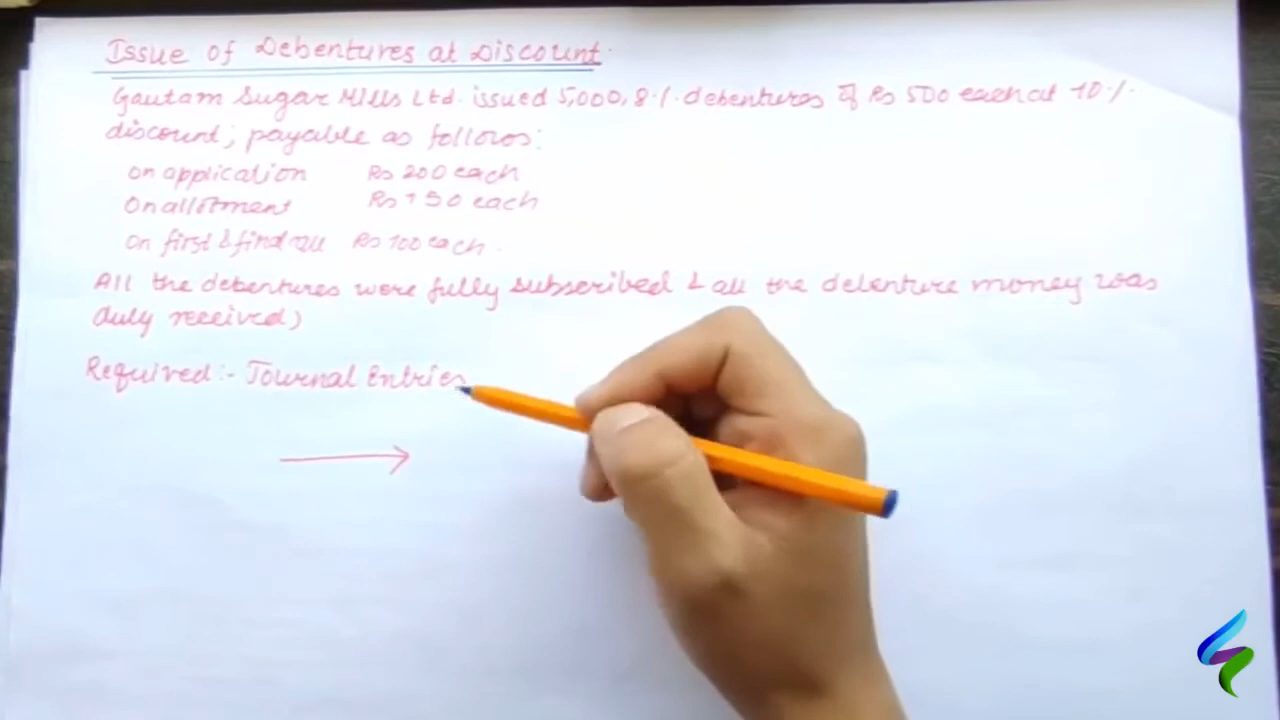 Issue of Debentures at Discount.
Gautam Sugar Mills Ltd. issued 5,000, 8% debentures of Rs 500 each at 10%
discount, payable as follows:
On application Rs 200 each
On allotment Rs 150 each
On first & final call Rs 100 each.
All the debentures were fully subscribed & all the debenture money was
duly received)
Required:- Journal Entries